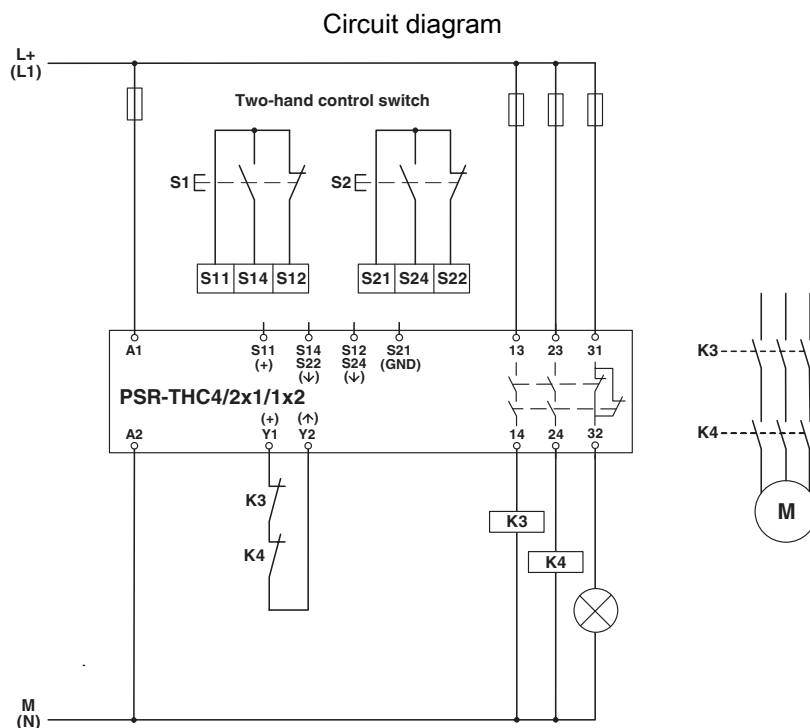 Circuit diagram
L+
(L1)
Two-hand control switch
S1
S2
S11 S14 S12
S21 S24 S22
A1
S11
(+)
S14
S22
(↓)
S12
S24
(↓)
S21
(GND)
13
23
31
PSR-THC4/2x1/1x2
A2
(+)
Y1
(↑)
Y2
14
24
32
K3
K4
K3
K4
K3
K4
M
M
(N)